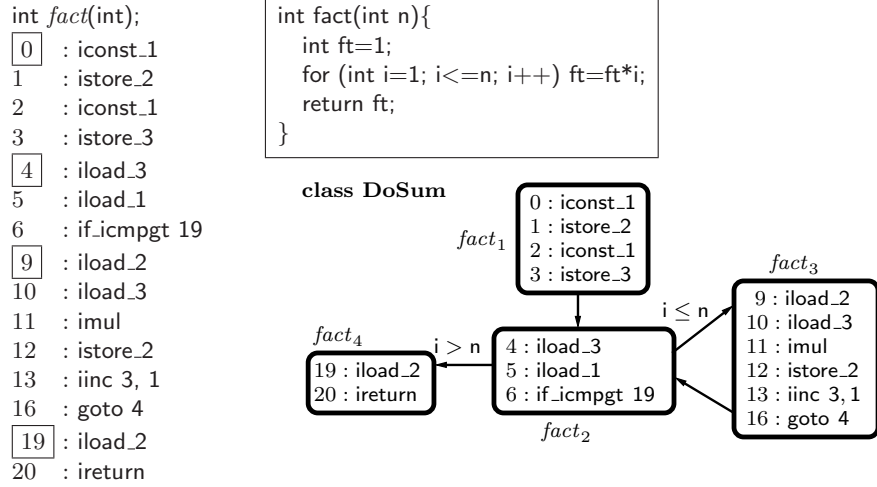 int fact(int);
0 : iconst_1
1 : istore_2
2 : iconst_1
3 : istore_3
4 : iload_3
5 : iload_1
6 : if_icmpgt 19
9 : iload_2
10 : iload_3
11 : imul
12 : istore_2
13 : iinc 3, 1
16 : goto 4
19 : iload_2
20 : ireturn
int fact(int n){
int ft=1;
for (int i=1; i<=n; i++) ft=ft*i;
return ft;
}
class DoSum
fact₁
0 : iconst_1
1 : istore_2
2 : iconst_1
3 : istore_3
fact₃
9 : iload_2
10 : iload_3
11 : imul
12 : istore_2
13 : iinc 3, 1
16 : goto 4
i ≤ n
fact₄
i > n
19 : iload_2
20 : ireturn
4 : iload_3
5 : iload_1
6 : if_icmpgt 19
fact₂